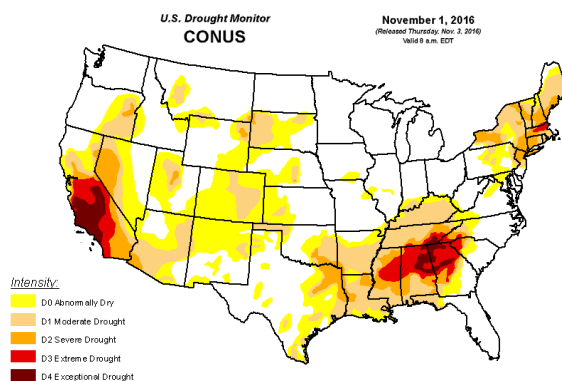 U.S. Drought Monitor
CONUS
November 1, 2016
(Released Thursday, Nov. 3, 2016)
Valid 8 a.m. EDT
Intensity:
D0 Abnormally Dry
D1 Moderate Drought
D2 Severe Drought
D3 Extreme Drought
D4 Exceptional Drought